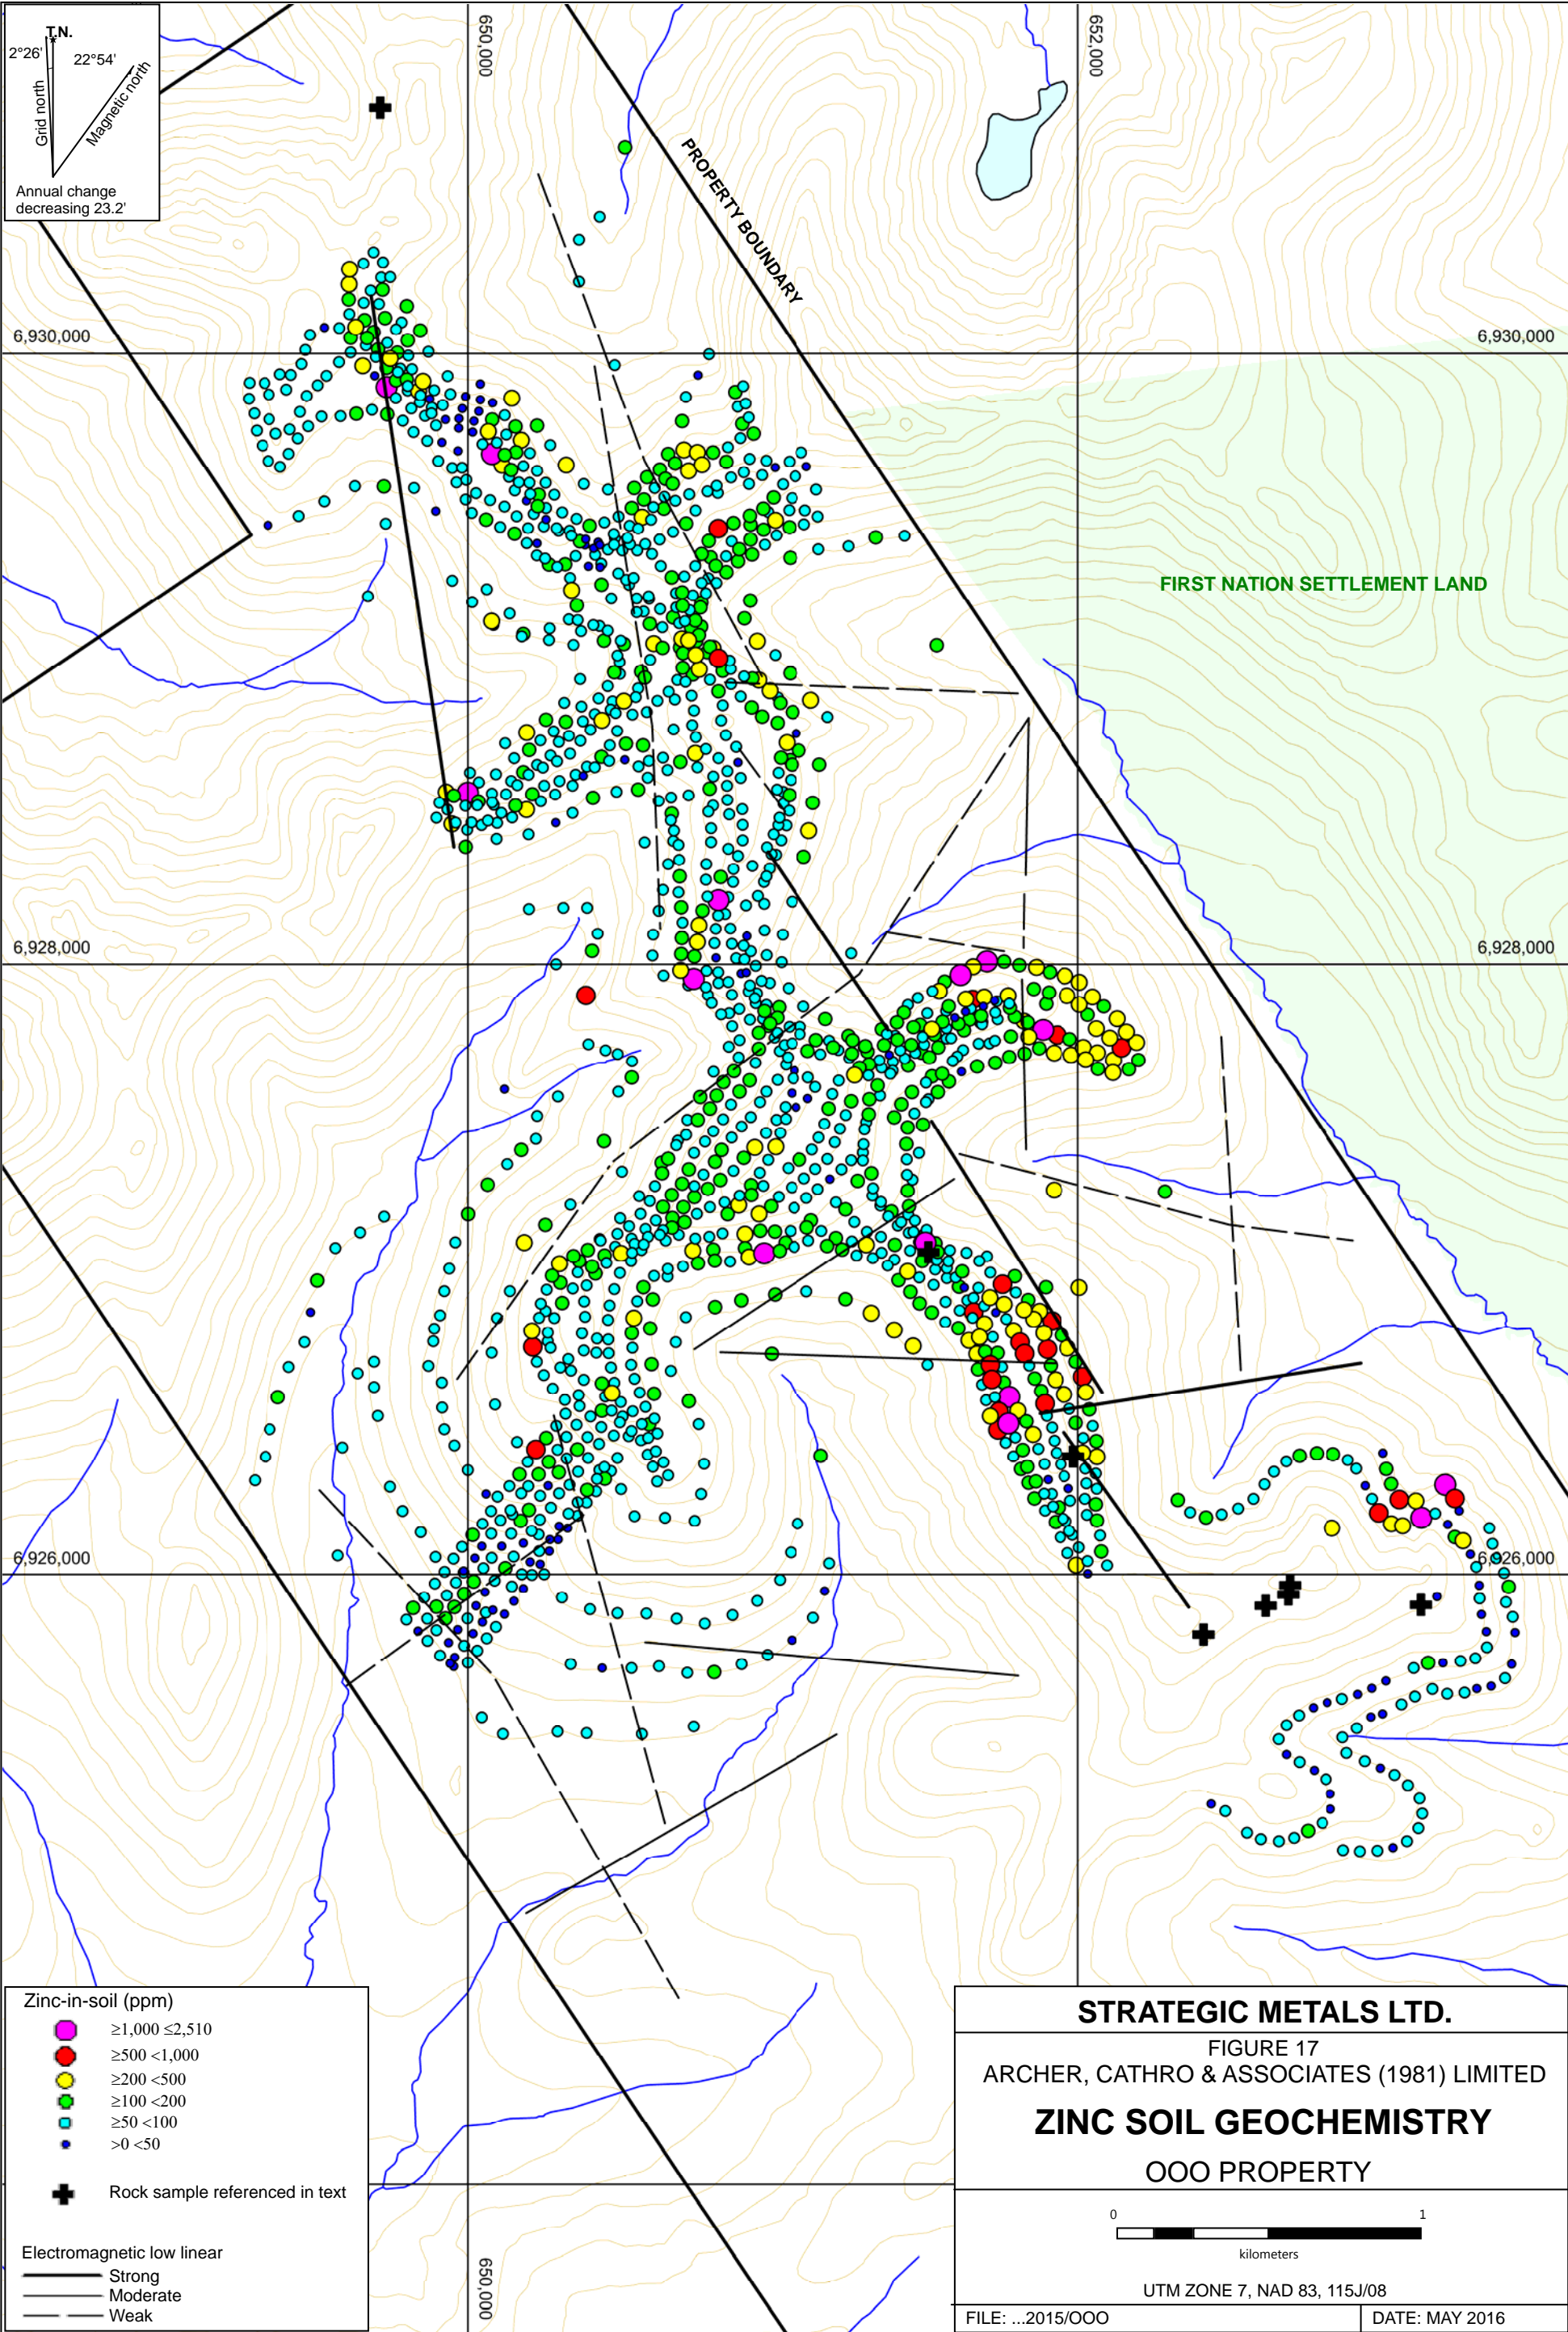 T.N.
2°26'
22°54'
Grid north
Magnetic north
Annual change
decreasing 23.2'
650,000
652,000
PROPERTY BOUNDARY
6,930,000
6,930,000
FIRST NATION SETTLEMENT LAND
6,928,000
6,928,000
6,926,000
6,926,000
Zinc-in-soil (ppm)
≥1,000 ≤2,510
≥500 <1,000
≥200 <500
≥100 <200
≥50 <100
>0 <50
Rock sample referenced in text
Electromagnetic low linear
Strong
Moderate
Weak
650,000
STRATEGIC METALS LTD.
FIGURE 17
ARCHER, CATHRO & ASSOCIATES (1981) LIMITED
ZINC SOIL GEOCHEMISTRY
OOO PROPERTY
0 1
kilometers
UTM ZONE 7, NAD 83, 115J/08
FILE: ...2015/OOO
DATE: MAY 2016